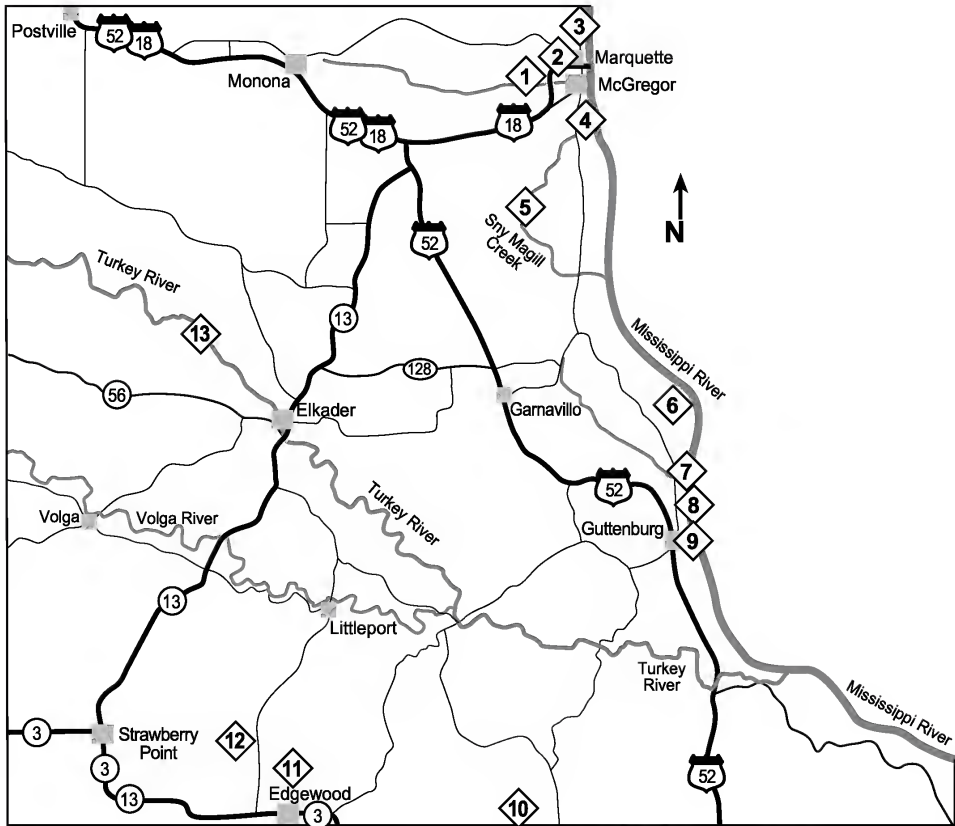 Postville
52
18
3
2
Marquette
Monona
1
McGregor
52
18
18
4
5
N
Sny Magill
Creek
52
Turkey River
13
13
Mississippi River
128
56
6
Elkader
Garnavillo
7
52
8
Turkey River
Volga
Volga River
Guttenburg
9
13
Littleport
Turkey
River
Mississippi River
3
Strawberry
Point
12
3
11
52
13
Edgewood
3
10